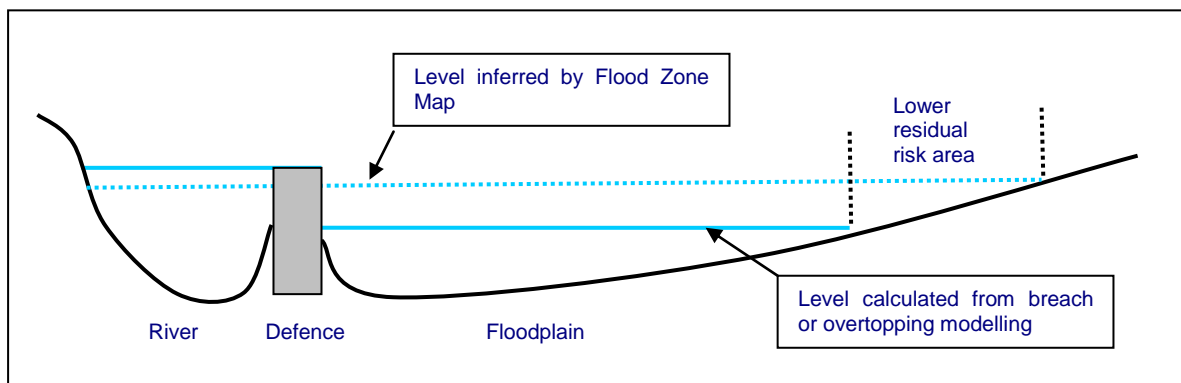 Level inferred by Flood Zone
Map
Lower
residual
risk area
Level calculated from breach
or overtopping modelling
River
Defence
Floodplain